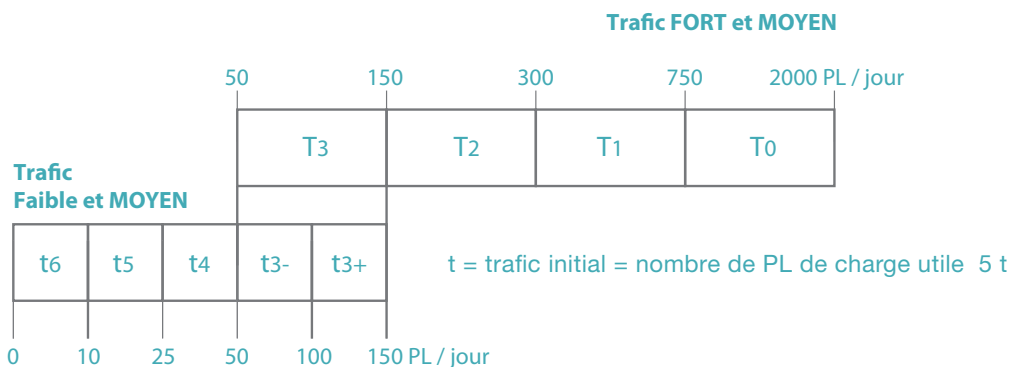 Trafic FORT et MOYEN
50 150 300 750 2000 PL / jour
T3 T2 T1 T0
Trafic
Faible et MOYEN
t6 t5 t4 t3- t3+ t = trafic initial = nombre de PL de charge utile 5 t
0 10 25 50 100 150 PL / jour